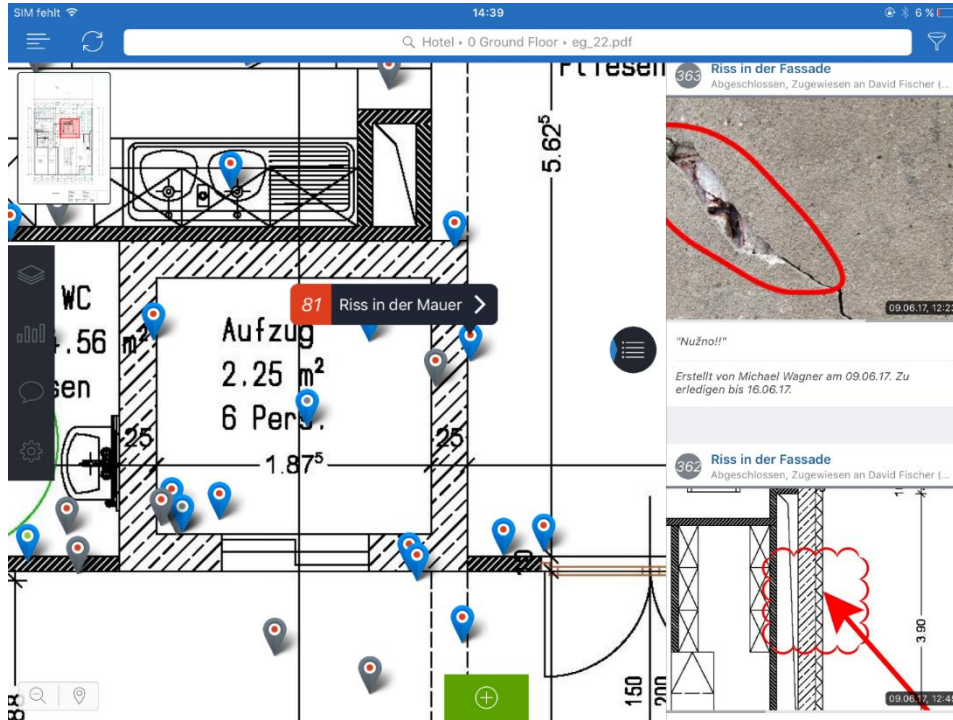 SIM fehlt
14:39
6 %
Hotel • 0 Ground Floor • eg_22.pdf
Fliesen
5.62⁵
WC
4.56 m²
sen
81 Riss in der Mauer
Aufzug
2.25 m²
6 Pers.
25
25
1.87⁵
10
150
200
88
363 Riss in der Fassade
Abgeschlossen, Zugewiesen an David Fischer (...
09.06.17, 12:23
"Nužno!!"
Erstellt von Michael Wagner am 09.06.17. Zu
erledigen bis 16.06.17.
362 Riss in der Fassade
Abgeschlossen, Zugewiesen an David Fischer (...
3.90
09.06.17, 12:4